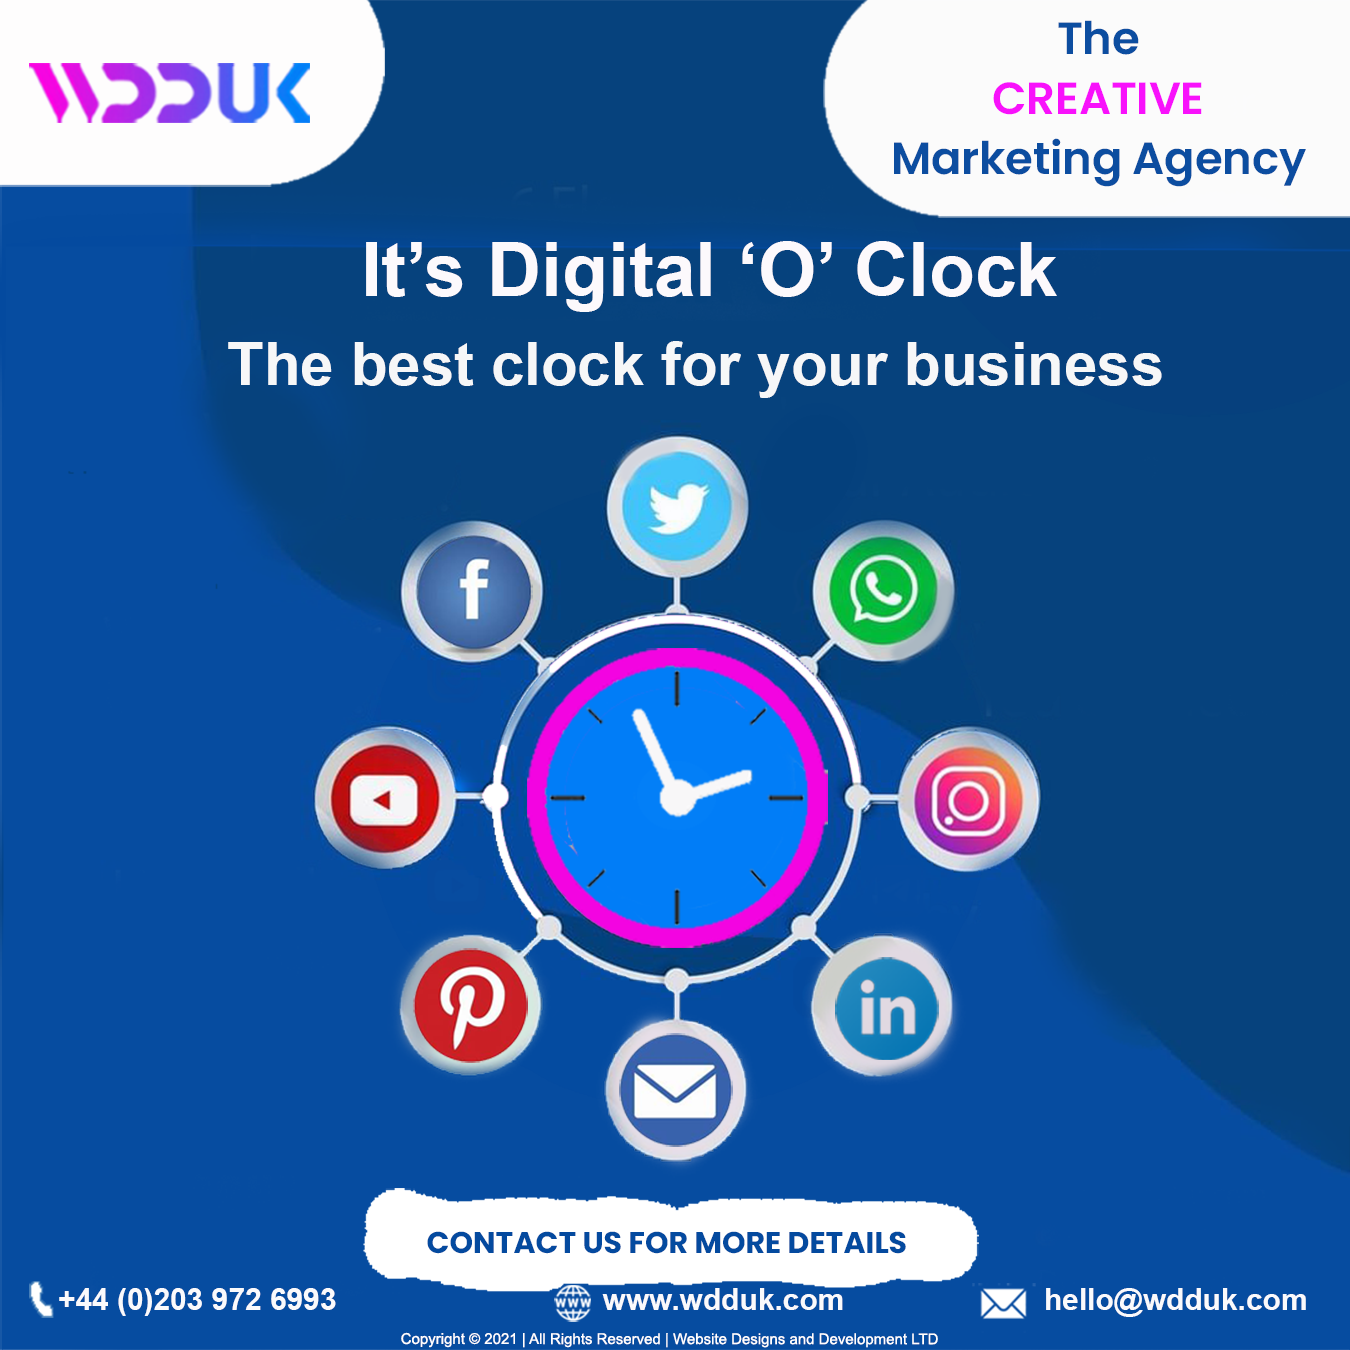 WDDUK
The
CREATIVE
Marketing Agency
It’s Digital ‘O’ Clock
The best clock for your business
f
in
CONTACT US FOR MORE DETAILS
+44 (0)203 972 6993
www.wdduk.com
hello@wdduk.com
Copyright © 2021 | All Rights Reserved | Website Designs and Development LTD